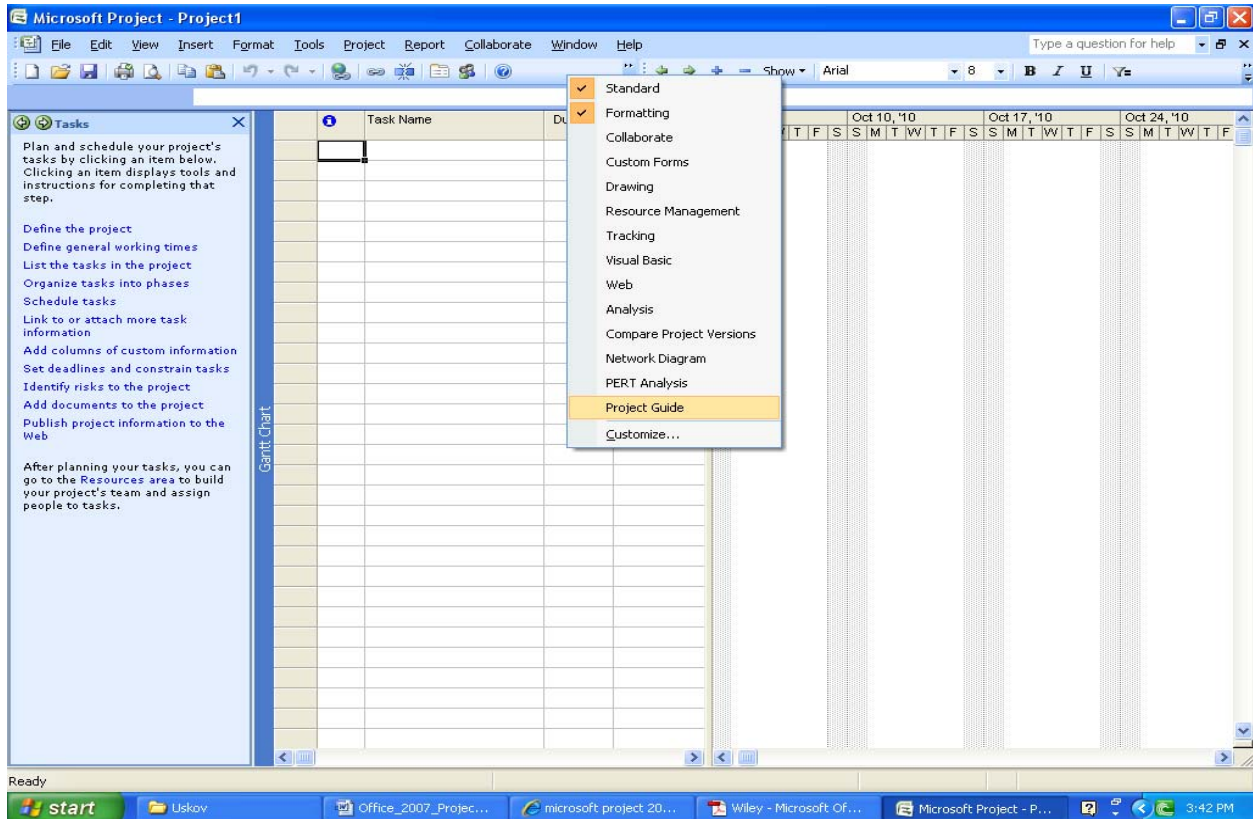 Microsoft Project - Project1
File Edit View Insert Format Tools Project Report Collaborate Window Help Type a question for help
Show Arial 8 B I U
Tasks
Plan and schedule your project's
tasks by clicking an item below.
Clicking an item displays tools and
instructions for completing that
step.
Define the project
Define general working times
List the tasks in the project
Organize tasks into phases
Schedule tasks
Link to or attach more task
information
Add columns of custom information
Set deadlines and constrain tasks
Identify risks to the project
Add documents to the project
Publish project information to the
Web
After planning your tasks, you can
go to the Resources area to build
your project's team and assign
people to tasks.
Gantt Chart
Task Name Du
Standard
Formatting
Collaborate
Custom Forms
Drawing
Resource Management
Tracking
Visual Basic
Web
Analysis
Compare Project Versions
Network Diagram
PERT Analysis
Project Guide
Customize...
Oct 10, '10 Oct 17, '10 Oct 24, '10
T F S S M T W T F S S M T W T F S S M T W T F
Ready
start Uskov Office_2007_Projec... microsoft project 20... Wiley - Microsoft Of... Microsoft Project - P... 3:42 PM